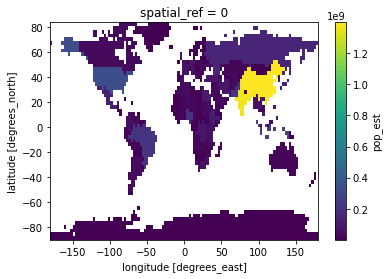 spatial_ref = 0
1e9
80
60
40
20
0
−20
−40
−60
−80
latitude [degrees_north]
−150 −100 −50 0 50 100 150
longitude [degrees_east]
1.2
1.0
0.8
0.6
0.4
0.2
pop_est